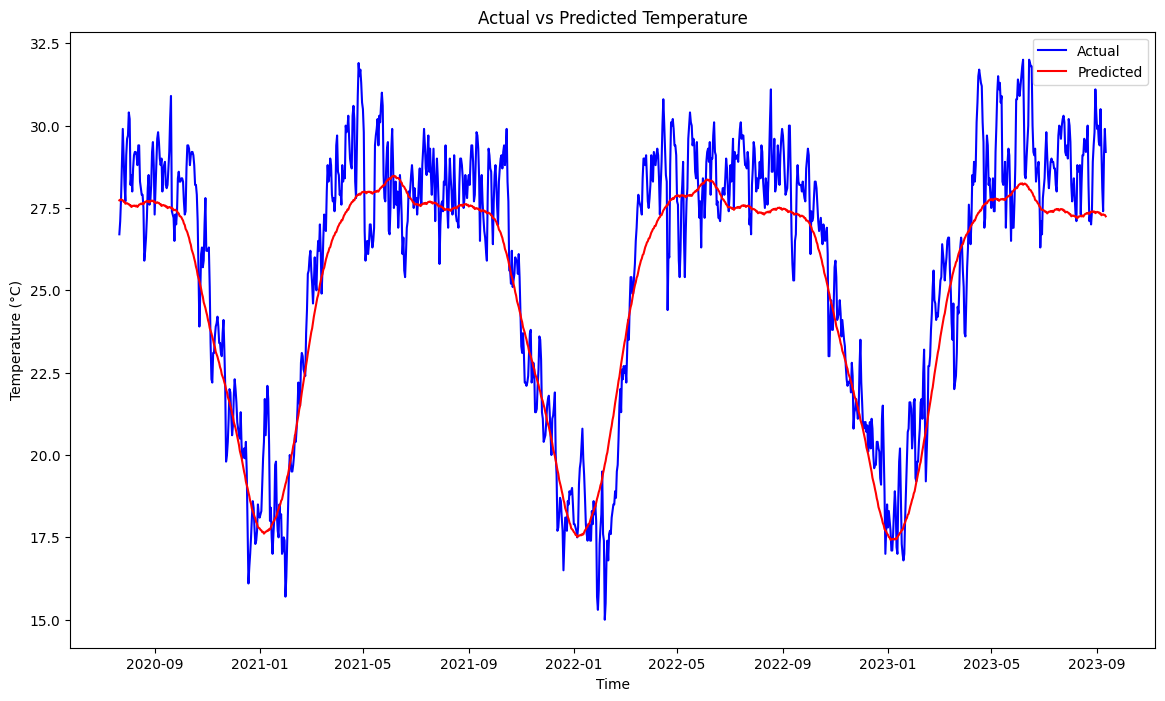 Actual vs Predicted Temperature
Actual
Predicted
32.5
30.0
27.5
25.0
22.5
20.0
17.5
15.0
Temperature (°C)
2020-09 2021-01 2021-05 2021-09 2022-01 2022-05 2022-09 2023-01 2023-05 2023-09
Time